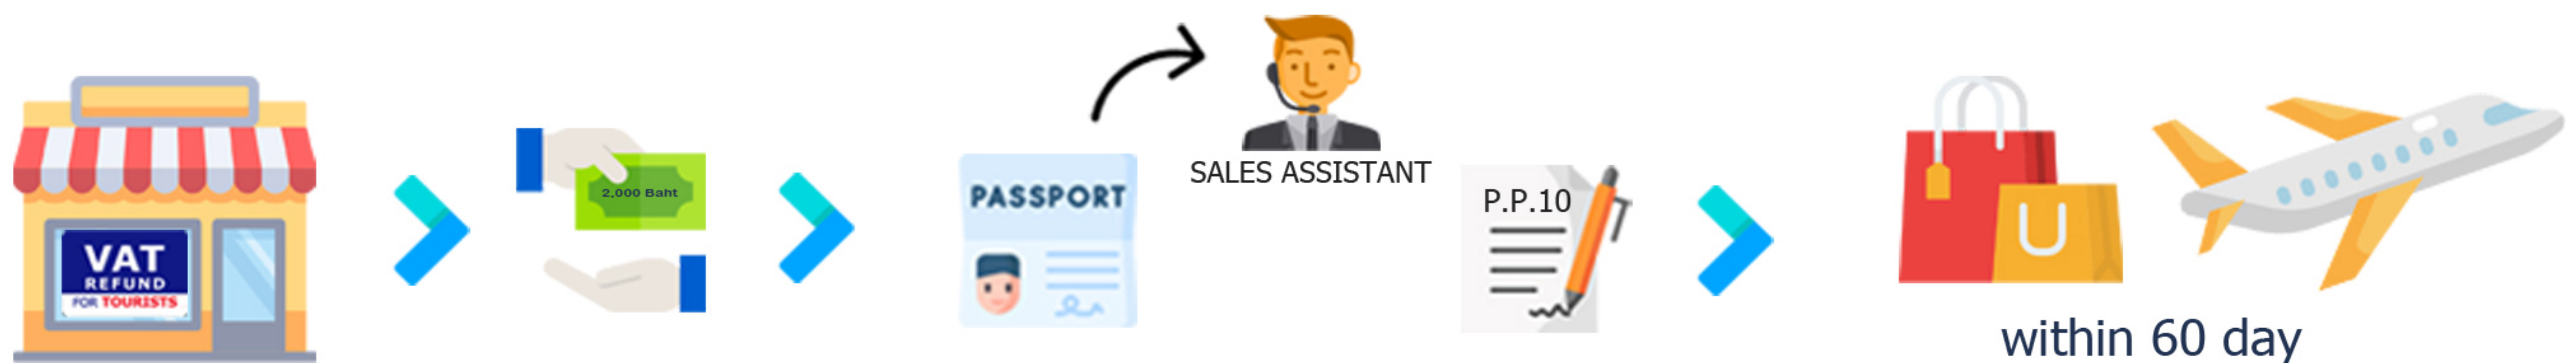 VAT
REFUND
FOR TOURISTS
2,000 Baht
PASSPORT
SALES ASSISTANT
P.P.10
within 60 day